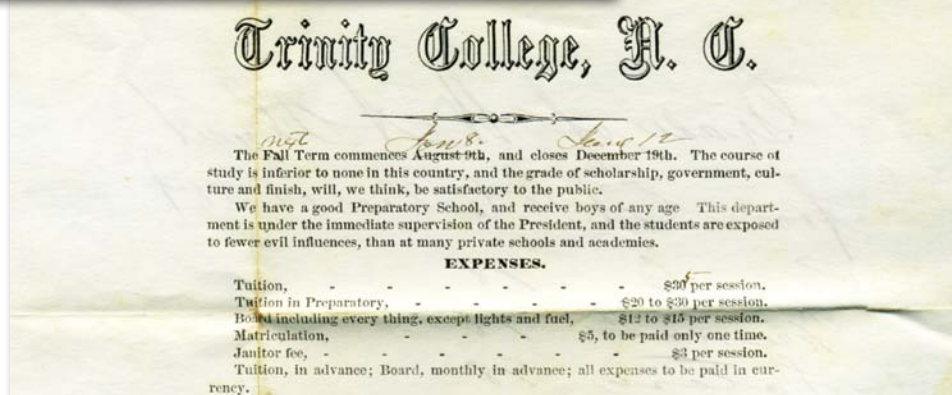 Trinity College, N. C.
next Jan 8. June 12
The Fall Term commences August 9th, and closes December 19th. The course of
study is inferior to none in this country, and the grade of scholarship, government, cul-
ture and finish, will, we think, be satisfactory to the public.
We have a good Preparatory School, and receive boys of any age This depart-
ment is under the immediate supervision of the President, and the students are exposed
to fewer evil influences, than at many private schools and academies.
EXPENSES.
Tuition, - - - - - - per session.
Tuition in Preparatory, - - - - $20 to $30 per session.
Board including every thing, except lights and fuel, $12 to $15 per session.
Matriculation, - - - $5, to be paid only one time.
Janitor fee, - - - - - - $3 per session.
Tuition, in advance; Board, monthly in advance; all expenses to be paid in cur-
rency.